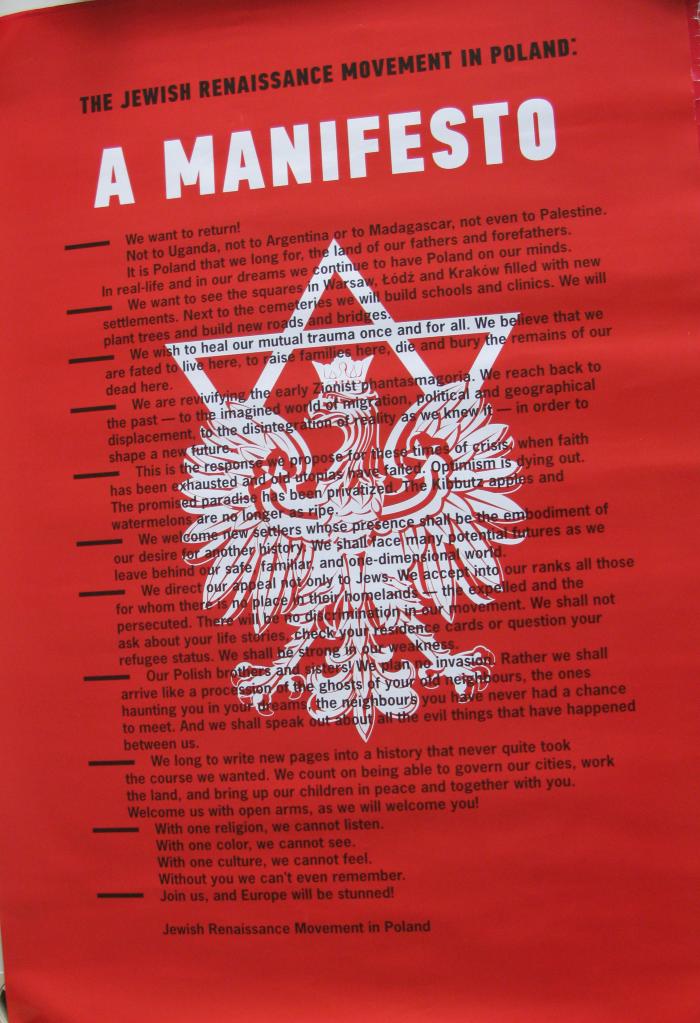 THE JEWISH RENAISSANCE MOVEMENT IN POLAND:
A MANIFESTO
We want to return!
Not to Uganda, not to Argentina or to Madagascar, not even to Palestine.
It is Poland that we long for, the land of our fathers and forefathers.
In real-life and in our dreams we continue to have Poland on our minds.
We want to see the squares in Warsaw, Łódź and Kraków filled with new
settlements. Next to the cemeteries we will build schools and clinics. We will
plant trees and build new roads and bridges.
We wish to heal our mutual trauma once and for all. We believe that we
are fated to live here, to raise families here, die and bury the remains of our
dead here.
We are revivifying the early Zionist phantasmagoria. We reach back to
the past — to the imagined world of migration, political and geographical
displacement, to the disintegration of reality as we knew it — in order to
shape a new future.
This is the response we propose for these times of crisis, when faith
has been exhausted and old utopias have failed. Optimism is dying out.
The promised paradise has been privatized. The Kibbutz apples and
watermelons are no longer as ripe.
We welcome new settlers whose presence shall be the embodiment of
our desire for another history. We shall face many potential futures as we
leave behind our safe, familiar, and one-dimensional world.
We direct our appeal not only to Jews. We accept into our ranks all those
for whom there is no place in their homelands — the expelled and the
persecuted. There will be no discrimination in our movement. We shall not
ask about your life stories, check your residence cards or question your
refugee status. We shall be strong in our weakness.
Our Polish brothers and sisters! We plan no invasion. Rather we shall
arrive like a procession of the ghosts of your old neighbours, the ones
haunting you in your dreams, the neighbours you have never had a chance
to meet. And we shall speak out about all the evil things that have happened
between us.
We long to write new pages into a history that never quite took
the course we wanted. We count on being able to govern our cities, work
the land, and bring up our children in peace and together with you.
Welcome us with open arms, as we will welcome you!
With one religion, we cannot listen.
With one color, we cannot see.
With one culture, we cannot feel.
Without you we can't even remember.
Join us, and Europe will be stunned!
Jewish Renaissance Movement in Poland